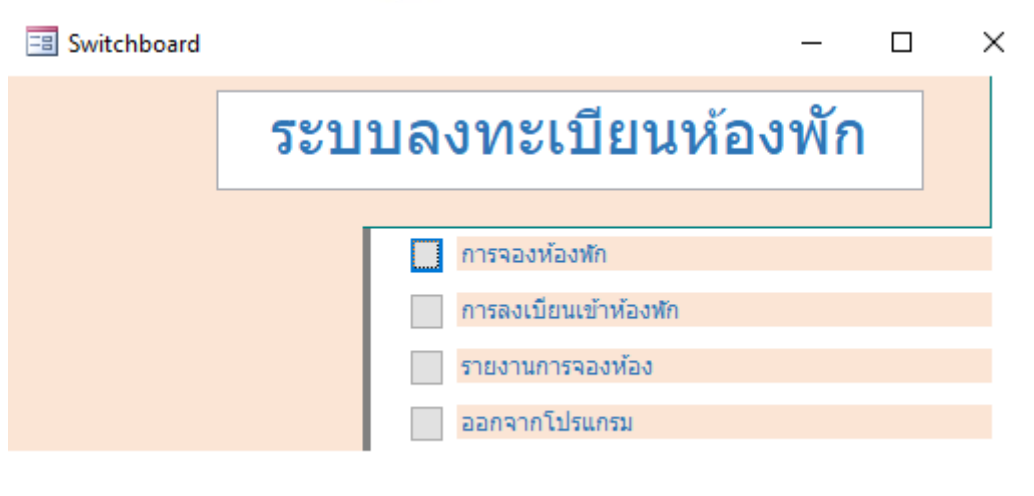 Switchboard
ระบบลงทะเบียนห้องพัก
การจองห้องพัก
การลงเบียนเข้าห้องพัก
รายงานการจองห้อง
ออกจากโปรแกรม